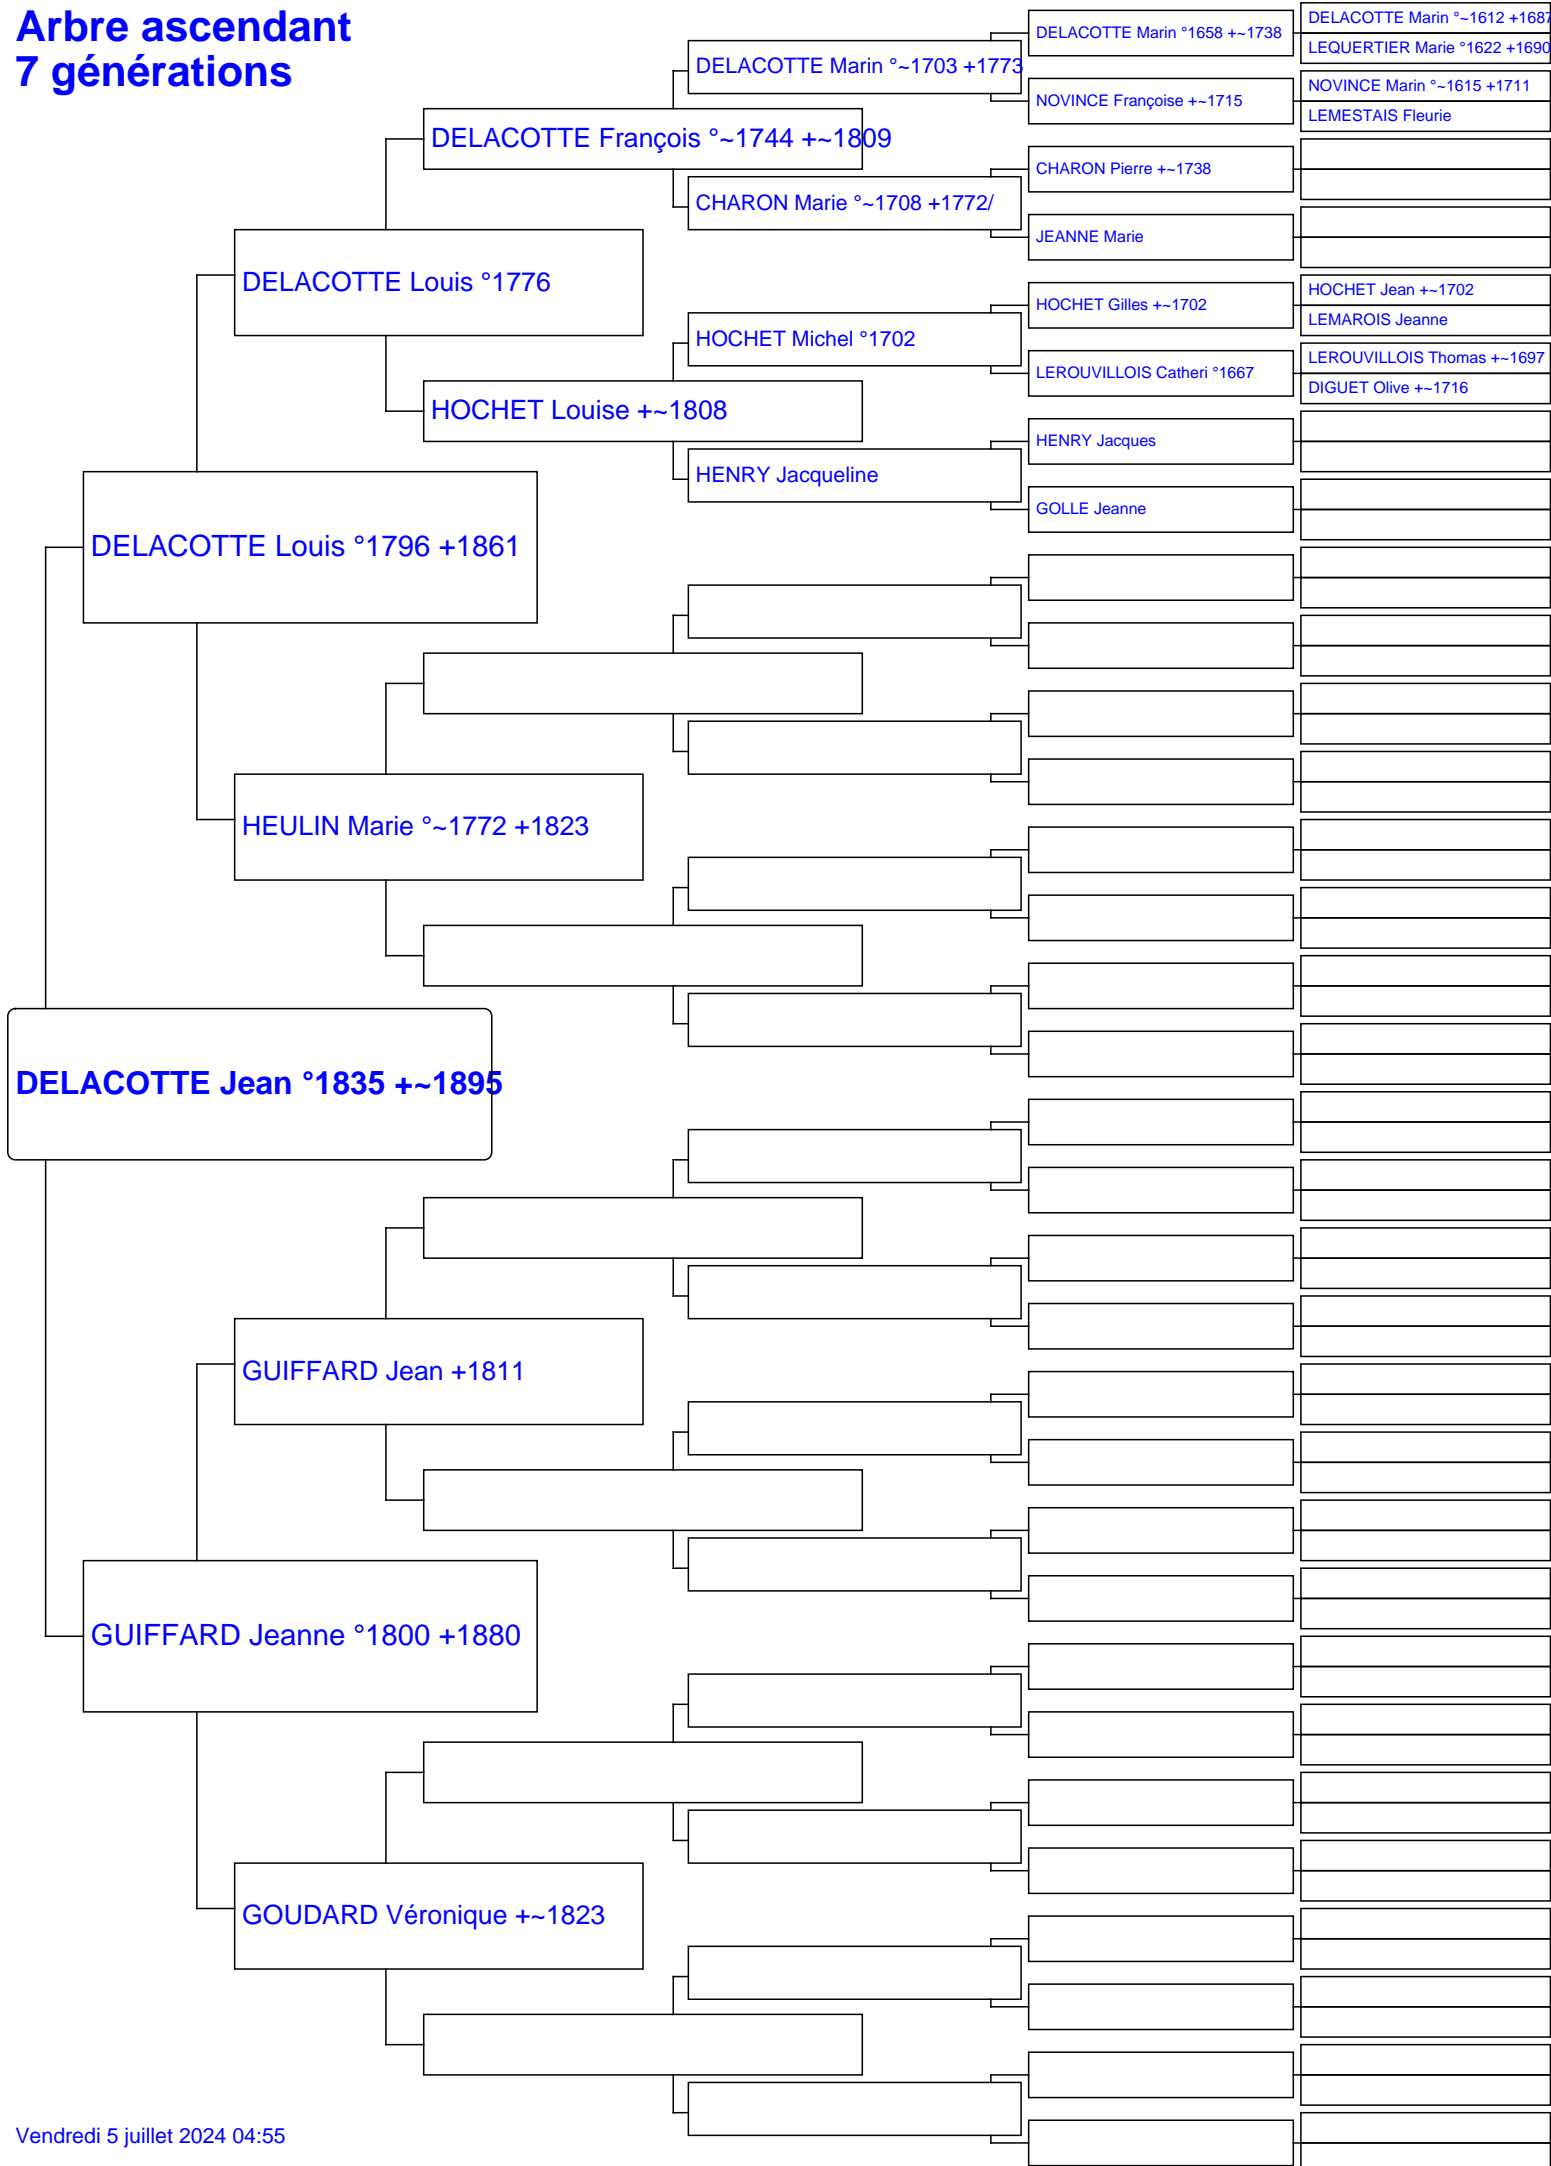 Arbre ascendant
7 générations
DELACOTTE Jean °1835 +~1895
DELACOTTE Louis °1796 +1861
GUIFFARD Jeanne °1800 +1880
DELACOTTE Louis °1776
HEULIN Marie °~1772 +1823
GUIFFARD Jean +1811
GOUDARD Véronique +~1823
DELACOTTE François °~1744 +~1809
HOCHET Louise +~1808
DELACOTTE Marin °~1703 +1773
CHARON Marie °~1708 +1772/
HOCHET Michel °1702
HENRY Jacqueline
DELACOTTE Marin °1658 +~1738
NOVINCE Françoise +~1715
CHARON Pierre +~1738
JEANNE Marie
HOCHET Gilles +~1702
LEROUVILLOIS Catheri °1667
HENRY Jacques
GOLLE Jeanne
DELACOTTE Marin °~1612 +1687
LEQUERTIER Marie °1622 +1690
NOVINCE Marin °~1615 +1711
LEMESTAIS Fleurie
HOCHET Jean +~1702
LEMAROIS Jeanne
LEROUVILLOIS Thomas +~1697
DIGUET Olive +~1716
Vendredi 5 juillet 2024 04:55